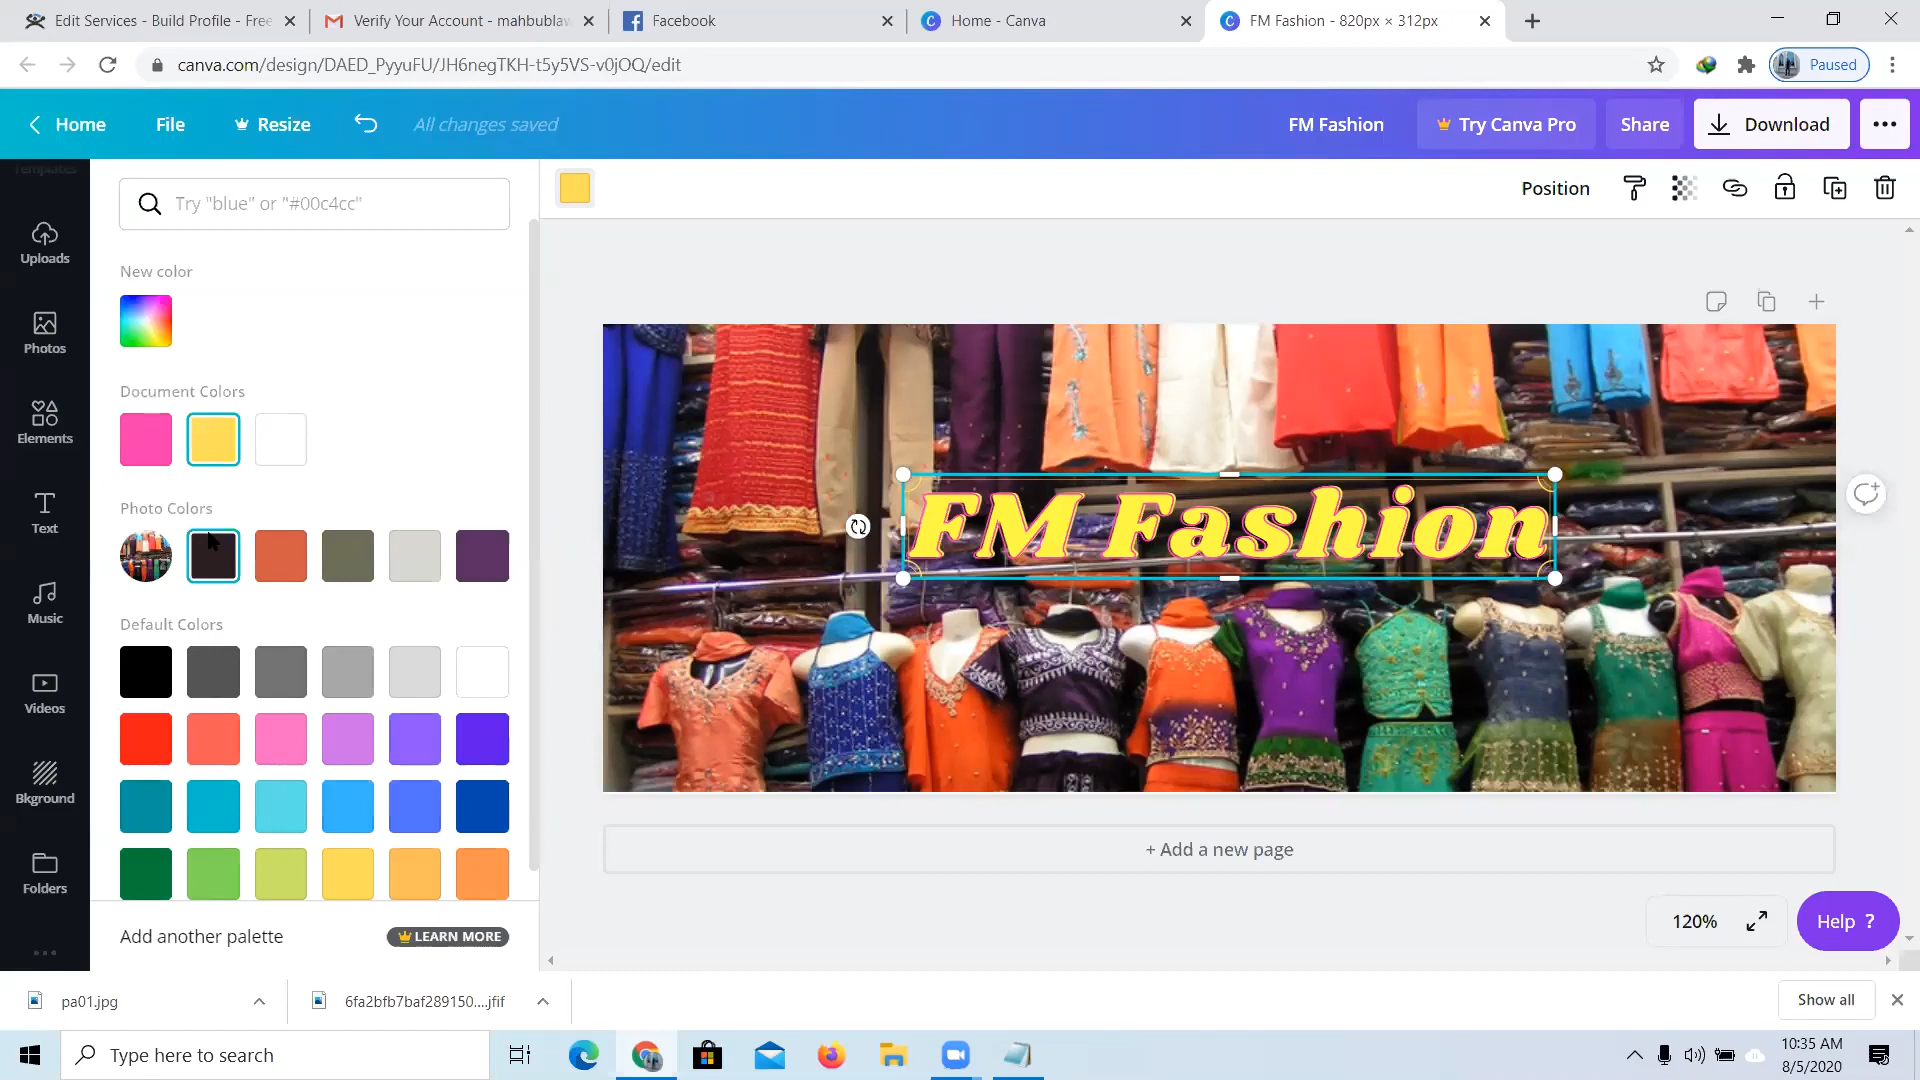 Edit Services - Build Profile - Free
Verify Your Account - mahbublaw
Facebook
Home - Canva
FM Fashion - 820px × 312px
canva.com/design/DAED_PyyuFU/JH6negTKH-t5y5VS-v0jOQ/edit
Paused
Home
File
Resize
All changes saved
FM Fashion
Try Canva Pro
Share
Download
Templates
Uploads
Photos
Elements
Text
Music
Videos
Bkground
Folders
Try "blue" or "#00c4cc"
New color
Document Colors
Photo Colors
Default Colors
Add another palette
LEARN MORE
Position
FM Fashion
+ Add a new page
120%
Help ?
pa01.jpg
6fa2bfb7baf289150....jfif
Show all
Type here to search
10:35 AM
8/5/2020